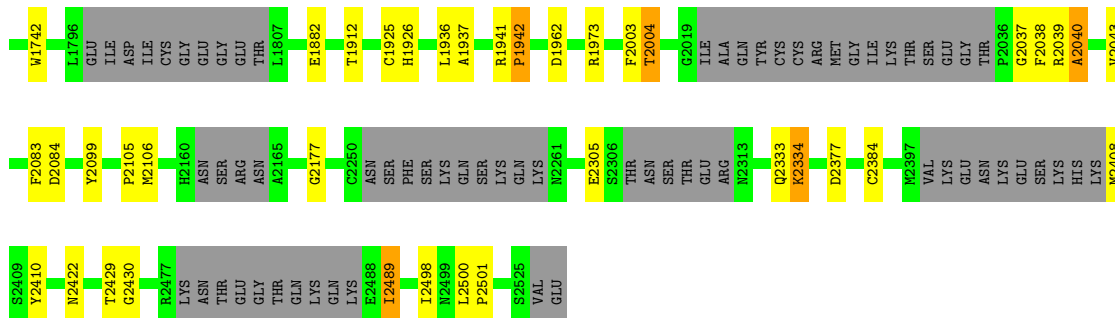 W1742 L1796 GLU ILE ASP ILE CYS GLY GLU GLY GLU THR L1807 E1882 T1912 C1925 H1926 L1936 A1937 R1941 P1942 D1962 R1973 F2003 T2004 G2019 ILE ALA GLN TYR CYS CYS ARG MET GLY ILE LYS THR SER GLU GLY THR P2036 G2037 F2038 R2039 A2040
F2083 D2084 Y2099 P2105 M2106 H2160 ASN SER ARG ASN A2165 G2177 C2250 ASN SER PHE SER LYS GLN SER LYS GLN LYS N2261 E2305 S2306 THR ASN SER THR GLU ARG N2313 Q2333 K2334 D2377 C2384 M2397 VAL LYS GLU ASN LYS GLU SER LYS HIS LYS M2408
S2409 Y2410 N2422 T2429 G2430 R2477 LYS ASN THR GLU GLY THR GLN LYS GLN LYS E2488 I2489 I2498 N2499 L2500 P2501 S2525 VAL GLU